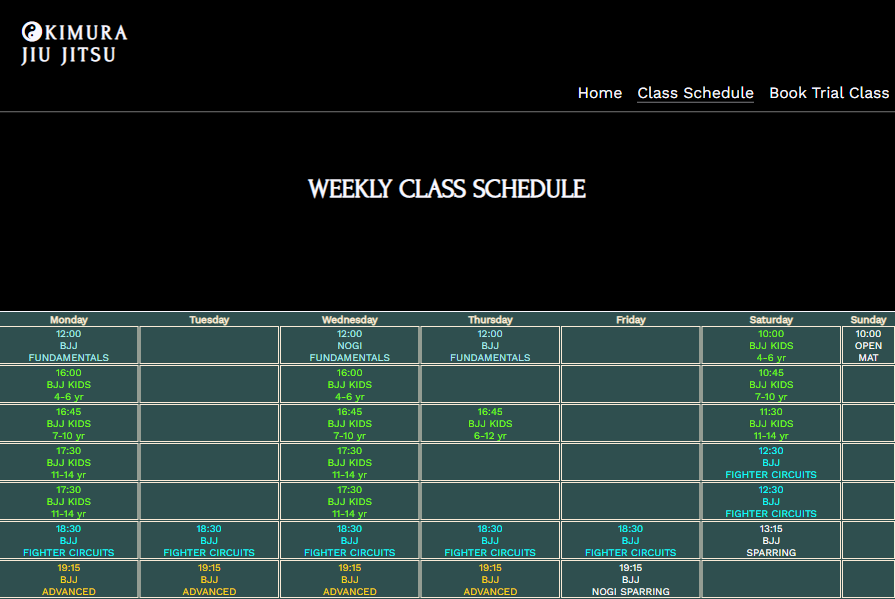 KIMURA
JIU JITSU
Home Class Schedule Book Trial Class
WEEKLY CLASS SCHEDULE
Monday Tuesday Wednesday Thursday Friday Saturday Sunday
12:00 12:00 12:00 10:00 10:00
BJJ NOGI BJJ BJJ KIDS OPEN
FUNDAMENTALS FUNDAMENTALS FUNDAMENTALS 4-6 yr MAT
16:00 16:00 10:45
BJJ KIDS BJJ KIDS BJJ KIDS
4-6 yr 4-6 yr 7-10 yr
16:45 16:45 16:45 11:30
BJJ KIDS BJJ KIDS BJJ KIDS BJJ KIDS
7-10 yr 7-10 yr 6-12 yr 11-14 yr
17:30 17:30 12:30
BJJ KIDS BJJ KIDS BJJ
11-14 yr 11-14 yr FIGHTER CIRCUITS
17:30 17:30 12:30
BJJ KIDS BJJ KIDS BJJ
11-14 yr 11-14 yr FIGHTER CIRCUITS
18:30 18:30 18:30 18:30 18:30 13:15
BJJ BJJ BJJ BJJ BJJ BJJ
FIGHTER CIRCUITS FIGHTER CIRCUITS FIGHTER CIRCUITS FIGHTER CIRCUITS FIGHTER CIRCUITS SPARRING
19:15 19:15 19:15 19:15 19:15
BJJ BJJ BJJ BJJ BJJ
ADVANCED ADVANCED ADVANCED ADVANCED NOGI SPARRING